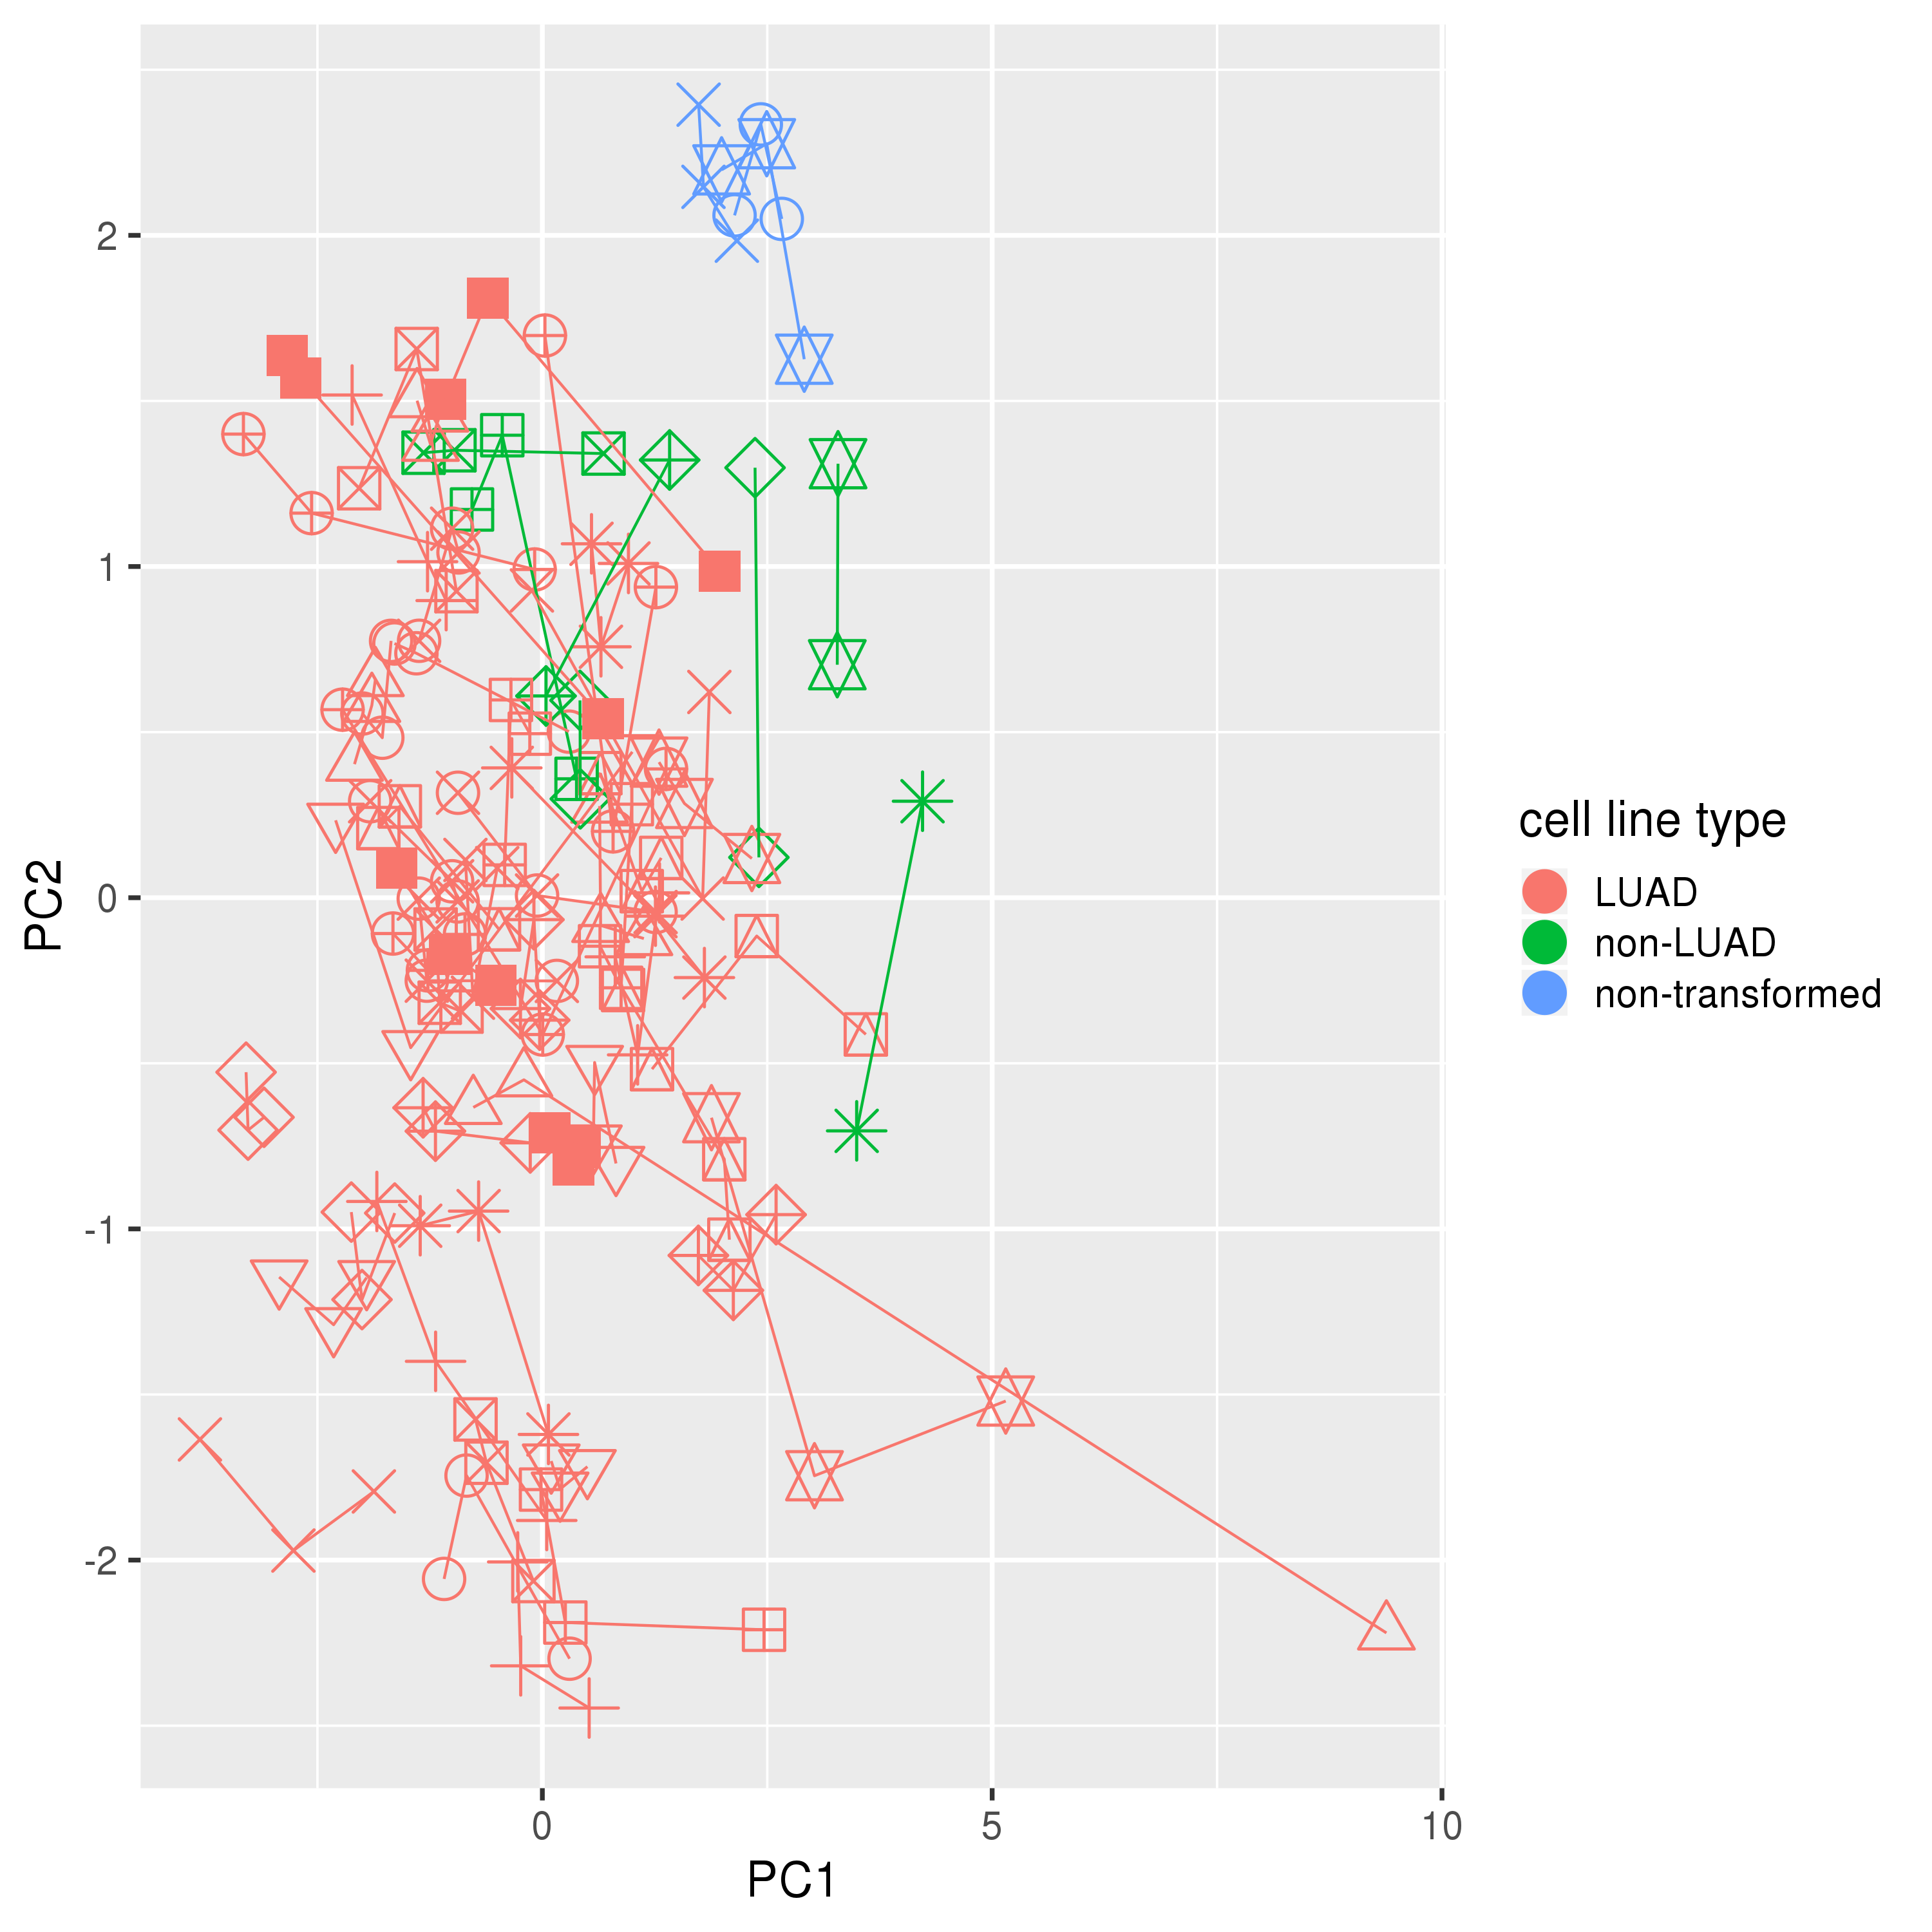 2
1
0
-1
-2
PC2
0
5
10
PC1
cell line type
LUAD
non-LUAD
non-transformed